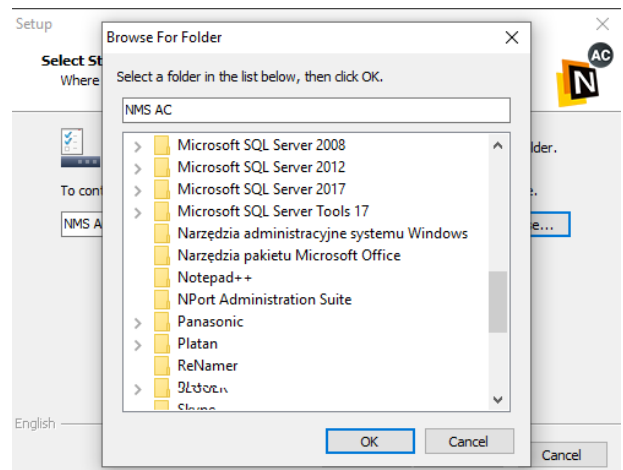 Setup
Browse For Folder
AC
N
Select St
Where
Select a folder in the list below, then click OK.
NMS AC
Microsoft SQL Server 2008
lder.
Microsoft SQL Server 2012
Microsoft SQL Server 2017
To cont
e.
Microsoft SQL Server Tools 17
NMS A
Narzędzia administracyjne systemu Windows
e...
Narzędzia pakietu Microsoft Office
Notepad++
NPort Administration Suite
Panasonic
Platan
ReNamer
English
OK
Cancel
Cancel